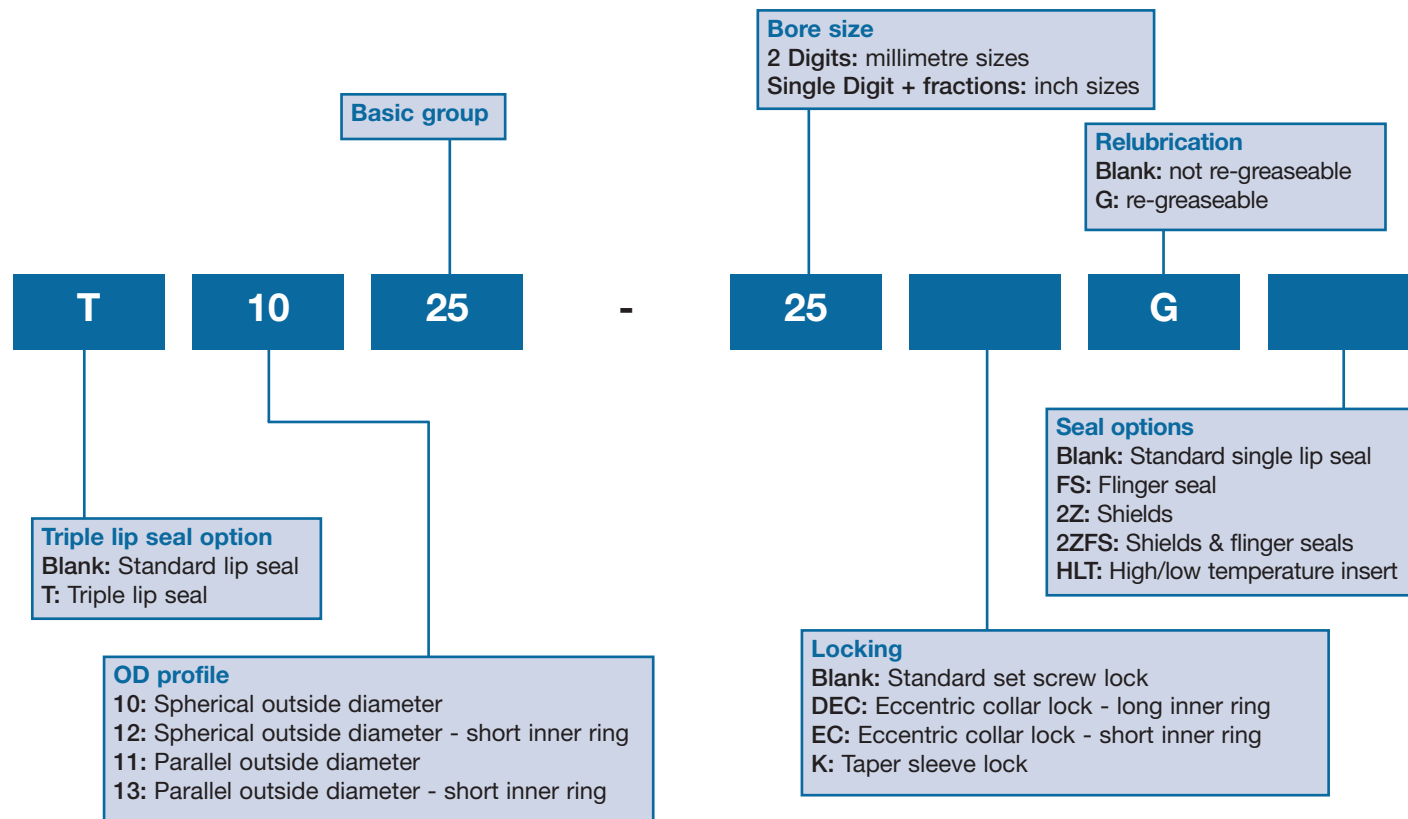 Bore size
2 Digits: millimetre sizes
Single Digit + fractions: inch sizes
Basic group
Relubrication
Blank: not re-greaseable
G: re-greaseable
T 10 25 - 25 G
Seal options
Blank: Standard single lip seal
FS: Flinger seal
2Z: Shields
2ZFS: Shields & flinger seals
HLT: High/low temperature insert
Triple lip seal option
Blank: Standard lip seal
T: Triple lip seal
OD profile
10: Spherical outside diameter
12: Spherical outside diameter - short inner ring
11: Parallel outside diameter
13: Parallel outside diameter - short inner ring
Locking
Blank: Standard set screw lock
DEC: Eccentric collar lock - long inner ring
EC: Eccentric collar lock - short inner ring
K: Taper sleeve lock